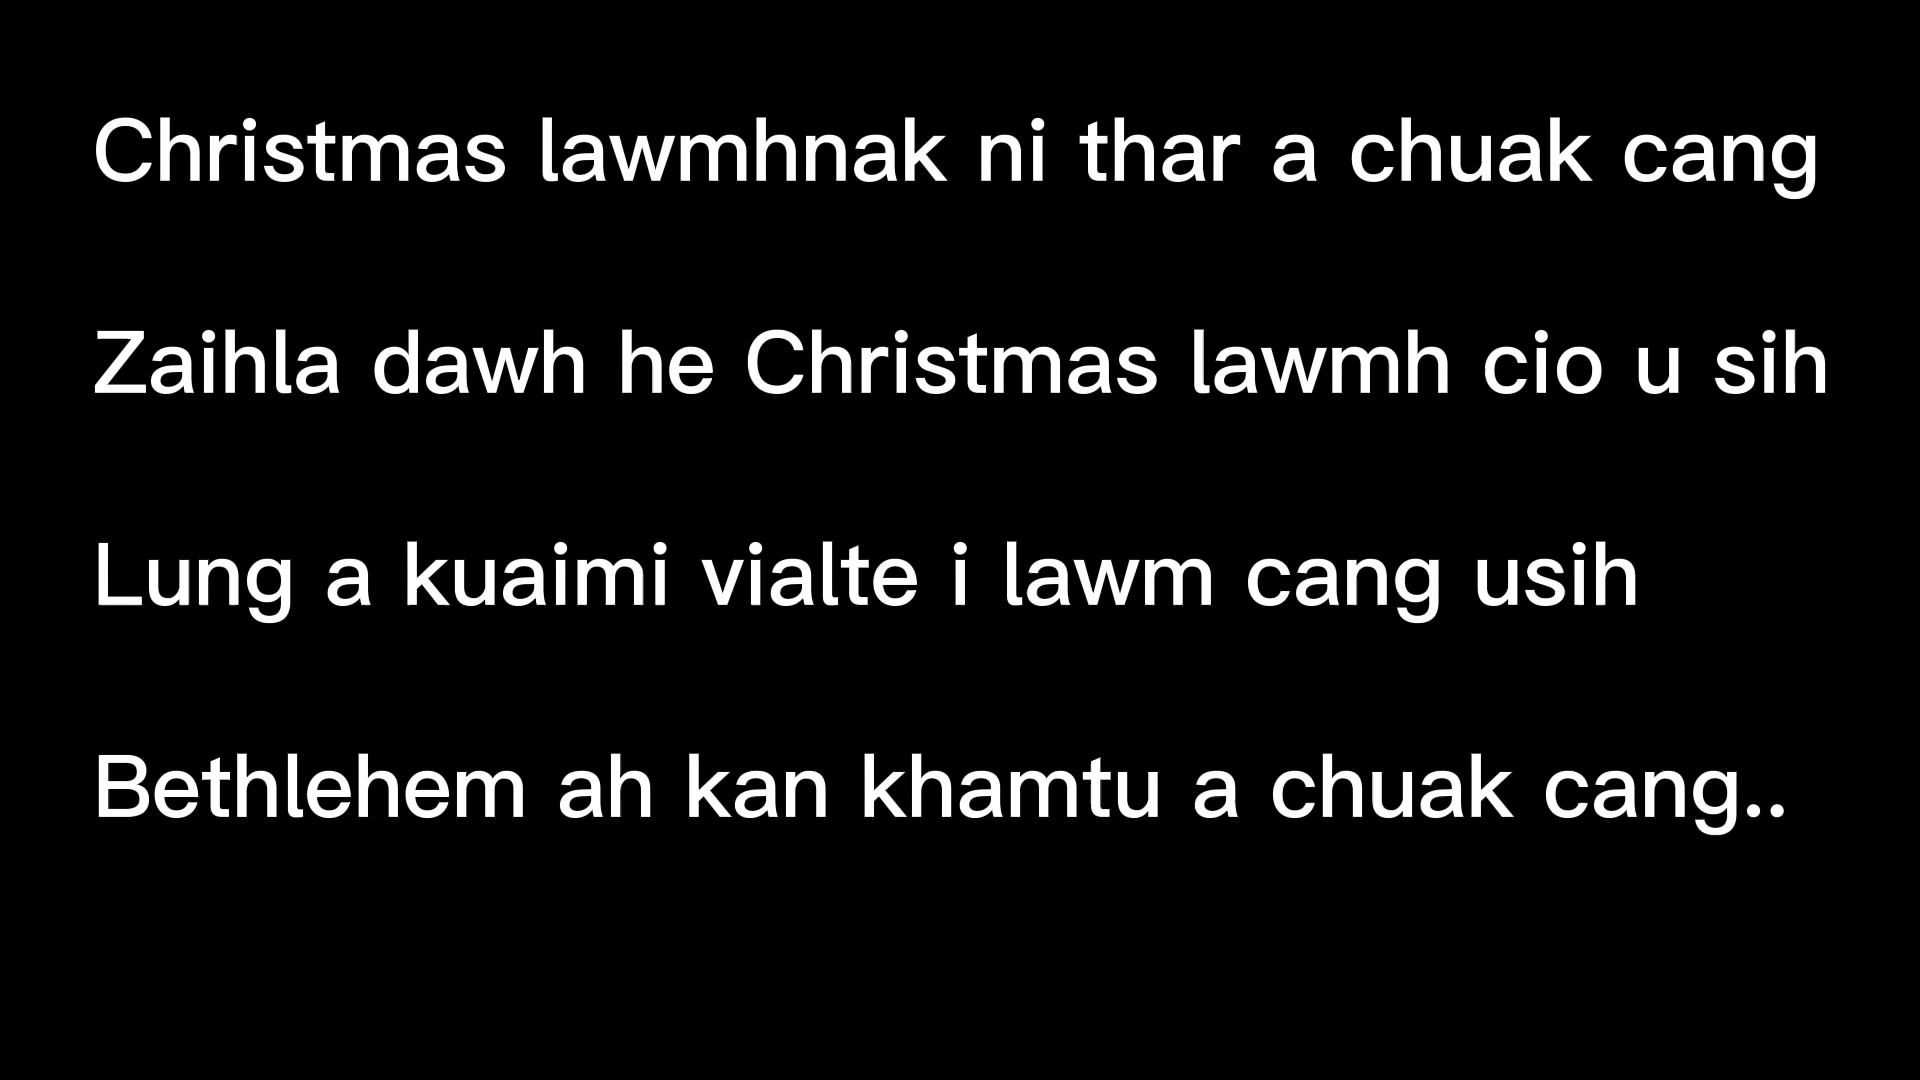 Christmas lawmhnak ni thar a chuak cang
Zaihla dawh he Christmas lawmh cio u sih
Lung a kuaimi vialte i lawm cang usih
Bethlehem ah kan khamtu a chuak cang..